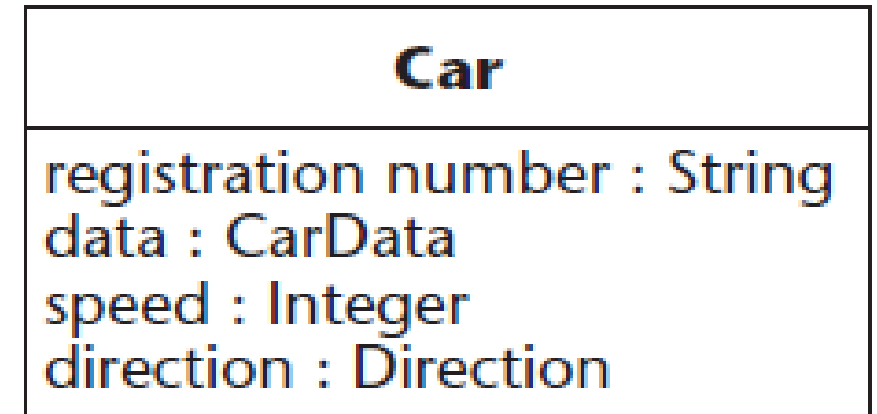 Car
registration number : String
data : CarData
speed : Integer
direction : Direction